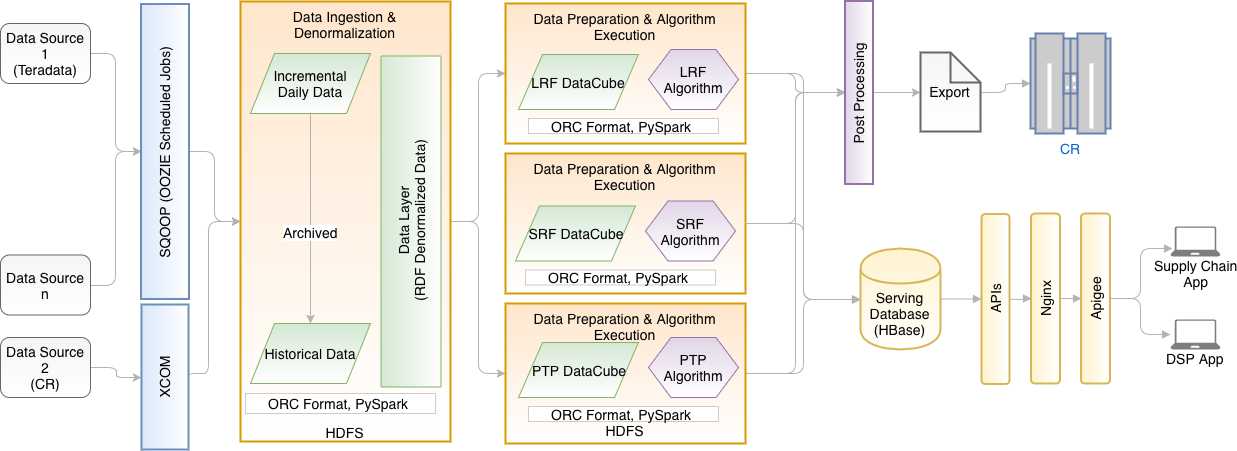 Data Source
1
(Teradata)
Data Source
n
Data Source
2
(CR)
SQOOP (OOZIE Scheduled Jobs)
XCOM
Data Ingestion &
Denormalization
Incremental
Daily Data
Archived
Historical Data
Data Layer
(RDF Denormalized Data)
ORC Format, PySpark
HDFS
Data Preparation & Algorithm
Execution
LRF DataCube
LRF
Algorithm
ORC Format, PySpark
Data Preparation & Algorithm
Execution
SRF DataCube
SRF
Algorithm
ORC Format, PySpark
Data Preparation & Algorithm
Execution
PTP DataCube
PTP
Algorithm
ORC Format, PySpark
HDFS
Post Processing
Export
CR
Serving
Database
(HBase)
APIs
Nginx
Apigee
Supply Chain
App
DSP App